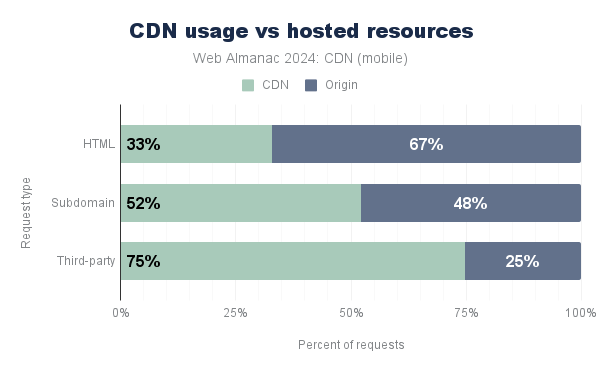 CDN usage vs hosted resources
Web Almanac 2024: CDN (mobile)
CDN Origin
Request type
HTML 33% 67%
Subdomain 52% 48%
Third-party 75% 25%
0% 25% 50% 75% 100%
Percent of requests